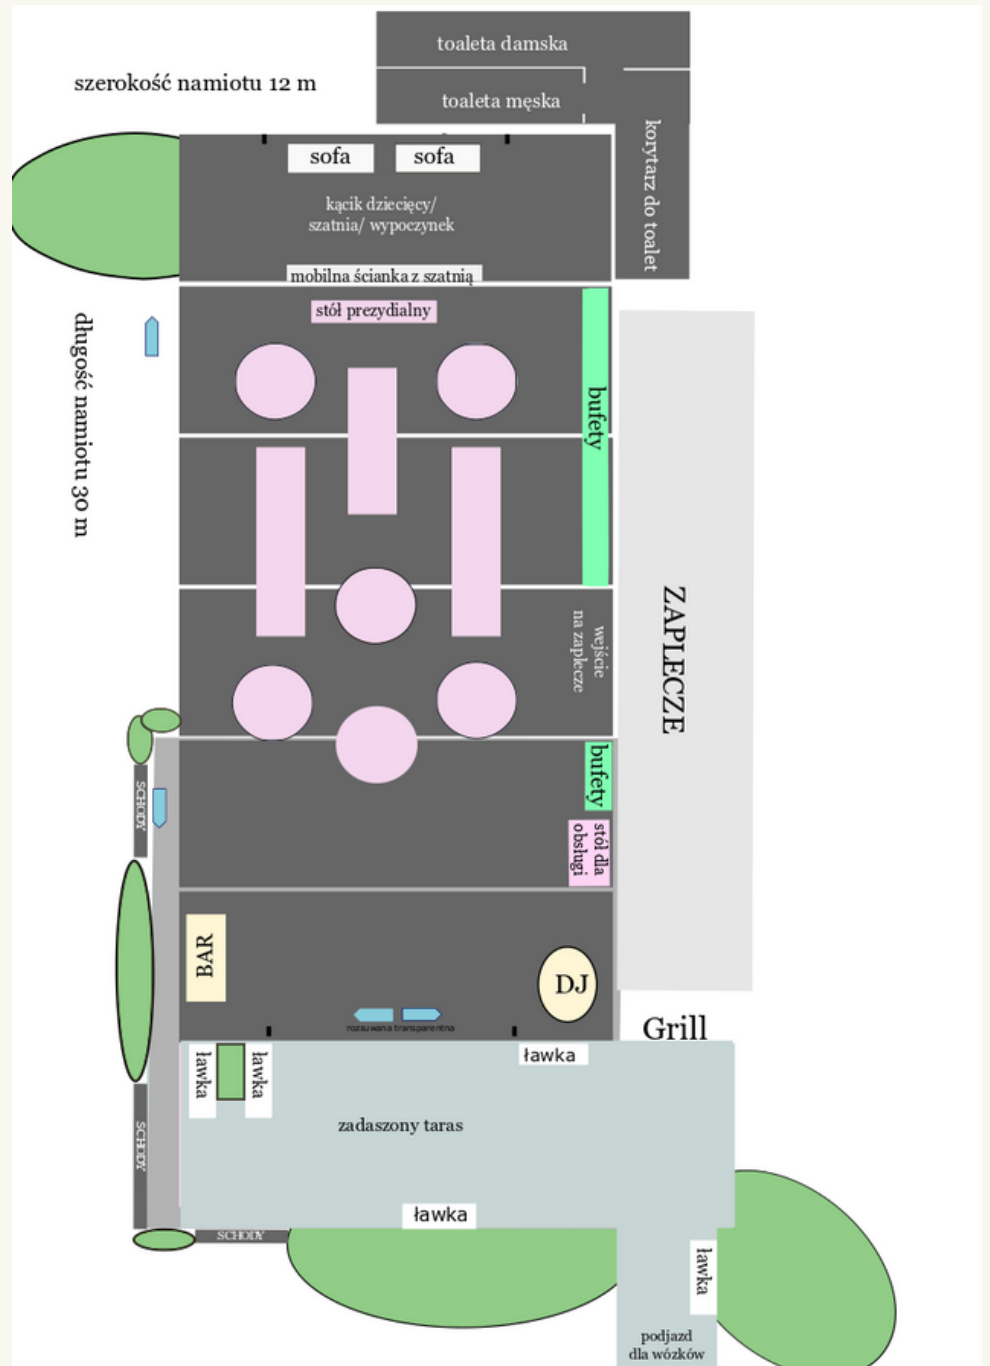 toaleta damska
szerokość namiotu 12 m
toaleta męska
korytarz do toalet
sofa
sofa
kącik dziecięcy/
szatnia/ wypoczynek
mobilna ścianka z szatnią
stół prezydialny
długość namiotu 30 m
bufety
ZAPLECZE
wejście
na zaplecze
bufety
SCHODY
stół dla
obsługi
BAR
DJ
rozsuwana transparentna
Grill
ławka
ławka
ławka
zadaszony taras
SCHODY
ławka
SCHODY
ławka
podjazd
dla wózków